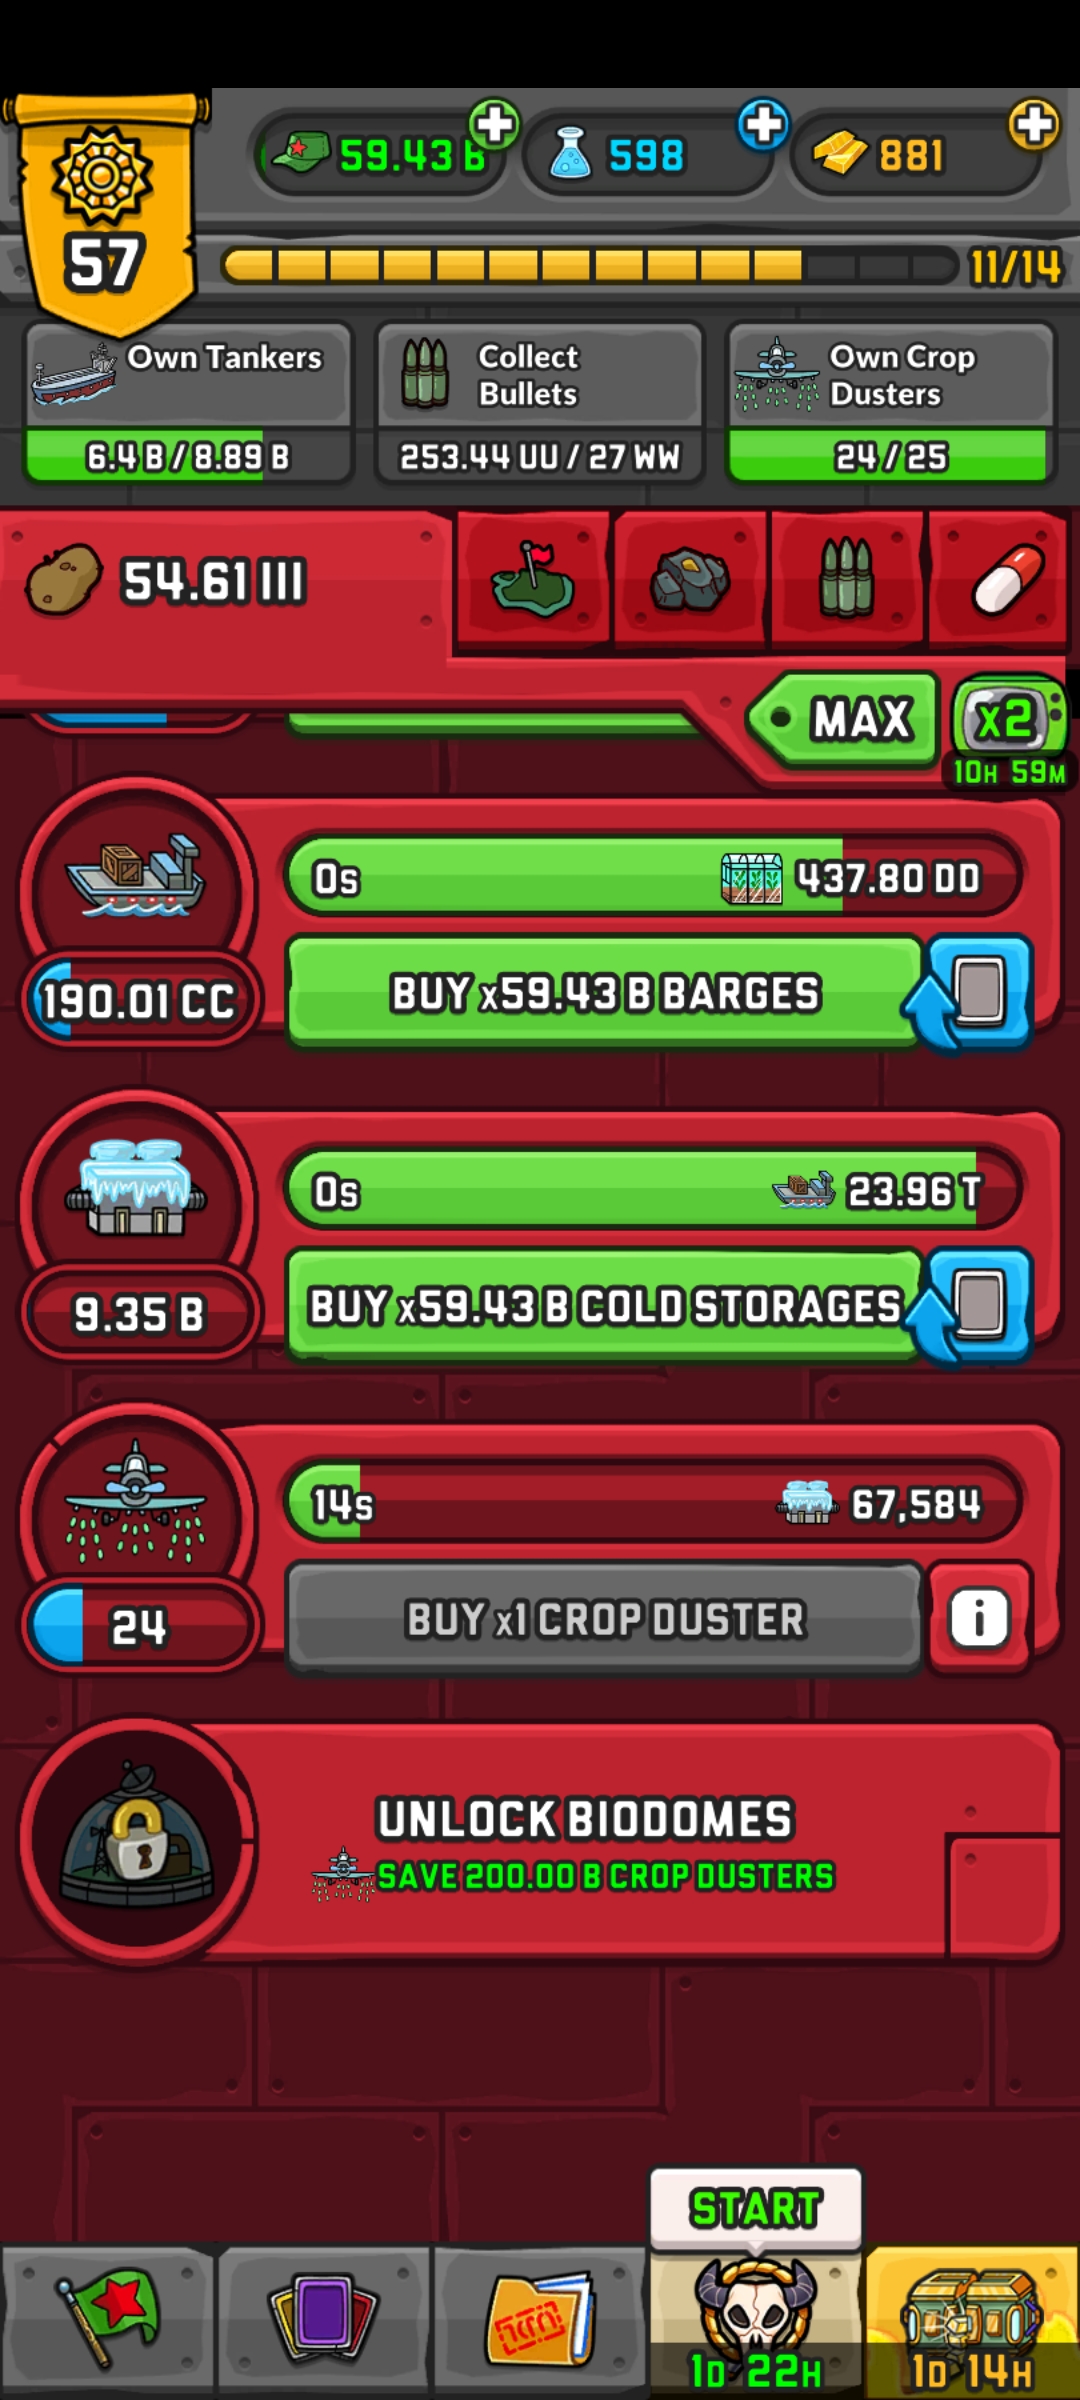 59.43 B
598
881
57
11/14
Own Tankers
6.4 B / 8.89 B
Collect
Bullets
253.44 UU / 27 WW
Own Crop
Dusters
24 / 25
54.61 III
MAX
x2
10H 59M
0s
437.80 DD
190.01 CC
BUY x59.43 B BARGES
0s
23.96 T
9.35 B
BUY x59.43 B COLD STORAGES
14s
67,584
24
BUY x1 CROP DUSTER
i
UNLOCK BIODOMES
SAVE 200.00 B CROP DUSTERS
START
1D 22H
1D 14H